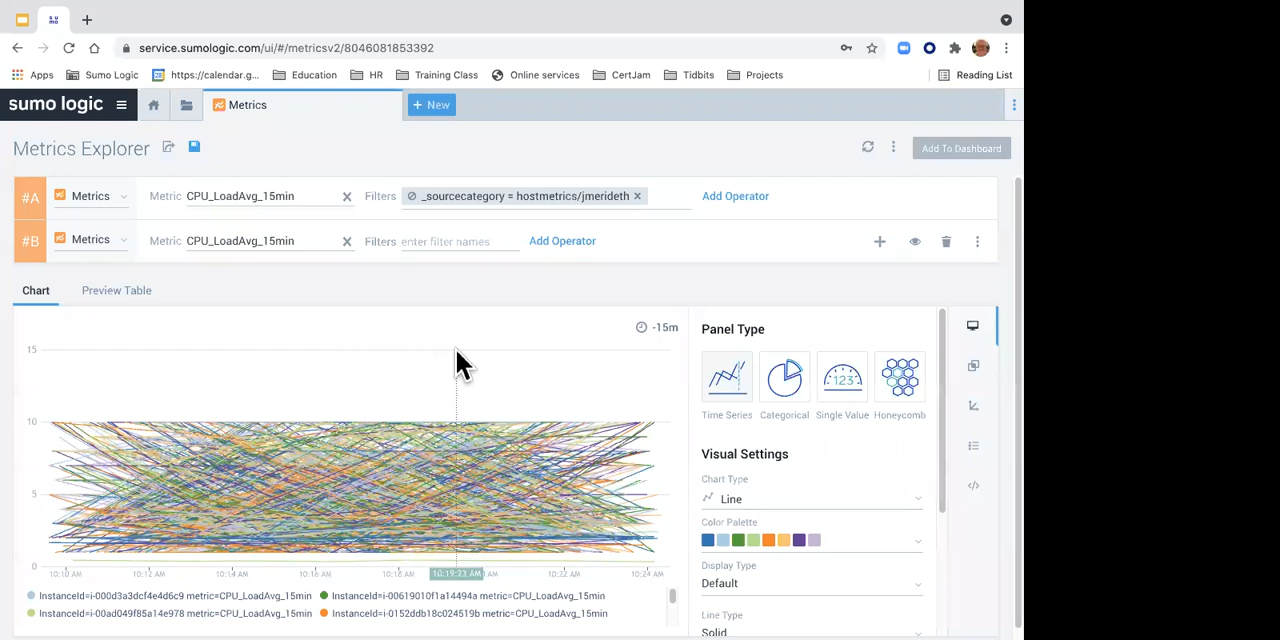 service.sumologic.com/ui/#/metricsv2/8046081853392
Apps Sumo Logic https://calendar.g... Education HR Training Class Online services CertJam Tidbits Projects Reading List
sumo logic Metrics + New
Metrics Explorer Add To Dashboard
#A Metrics Metric CPU_LoadAvg_15min Filters _sourcecategory = hostmetrics/jmerideth Add Operator
#B Metrics Metric CPU_LoadAvg_15min Filters enter filter names Add Operator
Chart Preview Table
-15m
Panel Type
15
10
5
0
10:10 AM 10:12 AM 10:14 AM 10:16 AM 10:18 AM 10:19:23 AM 10:22 AM 10:24 AM
InstanceId=i-000d3a3dcf4e4d6c9 metric=CPU_LoadAvg_15min InstanceId=i-00619010f1a14494a metric=CPU_LoadAvg_15min
InstanceId=i-00ad049f85a14e978 metric=CPU_LoadAvg_15min InstanceId=i-0152ddb18c024519b metric=CPU_LoadAvg_15min
123
Time Series Categorical Single Value Honeycomb
Visual Settings
Chart Type
Line
Color Palette
Display Type
Default
Line Type
Solid